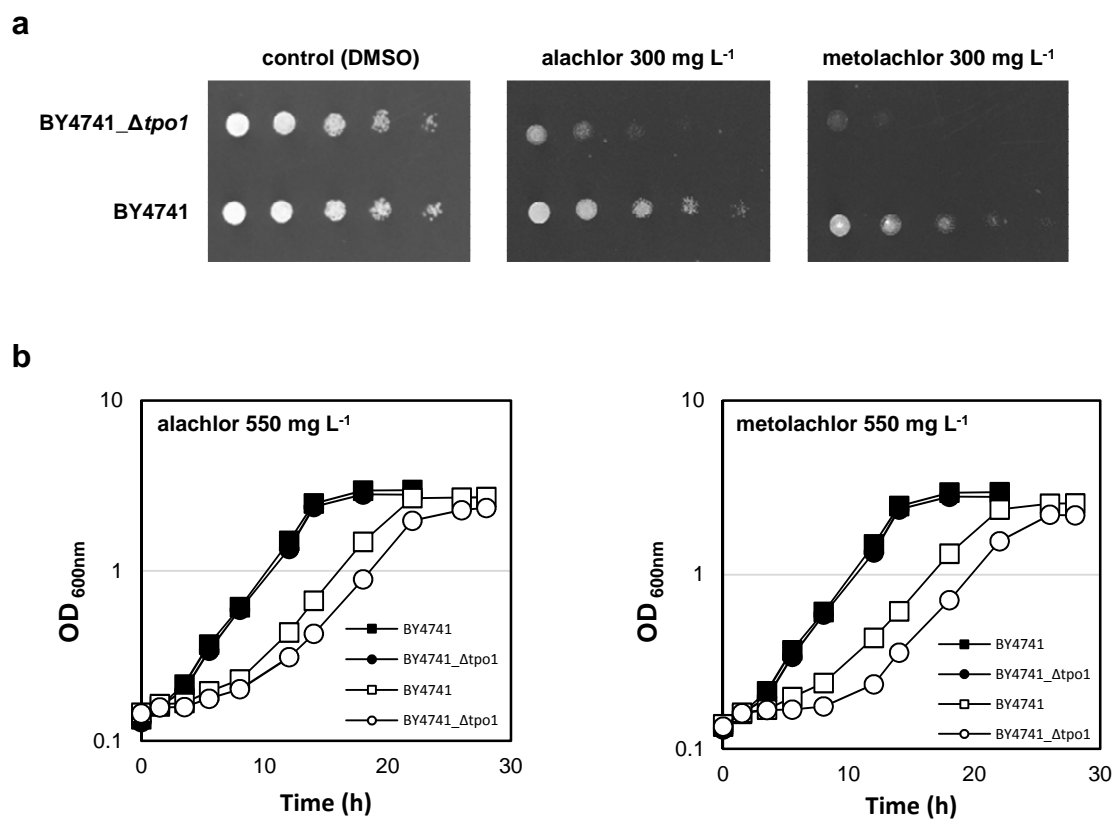 a
control (DMSO)
alachlor 300 mg L⁻¹
metolachlor 300 mg L⁻¹
BY4741_Δtpo1
BY4741
b
10
alachlor 550 mg L⁻¹
1
0.1
OD600nm
BY4741
BY4741_Δtpo1
BY4741
BY4741_Δtpo1
0 10 20 30
Time (h)
10
metolachlor 550 mg L⁻¹
1
0.1
OD600nm
BY4741
BY4741_Δtpo1
BY4741
BY4741_Δtpo1
0 10 20 30
Time (h)